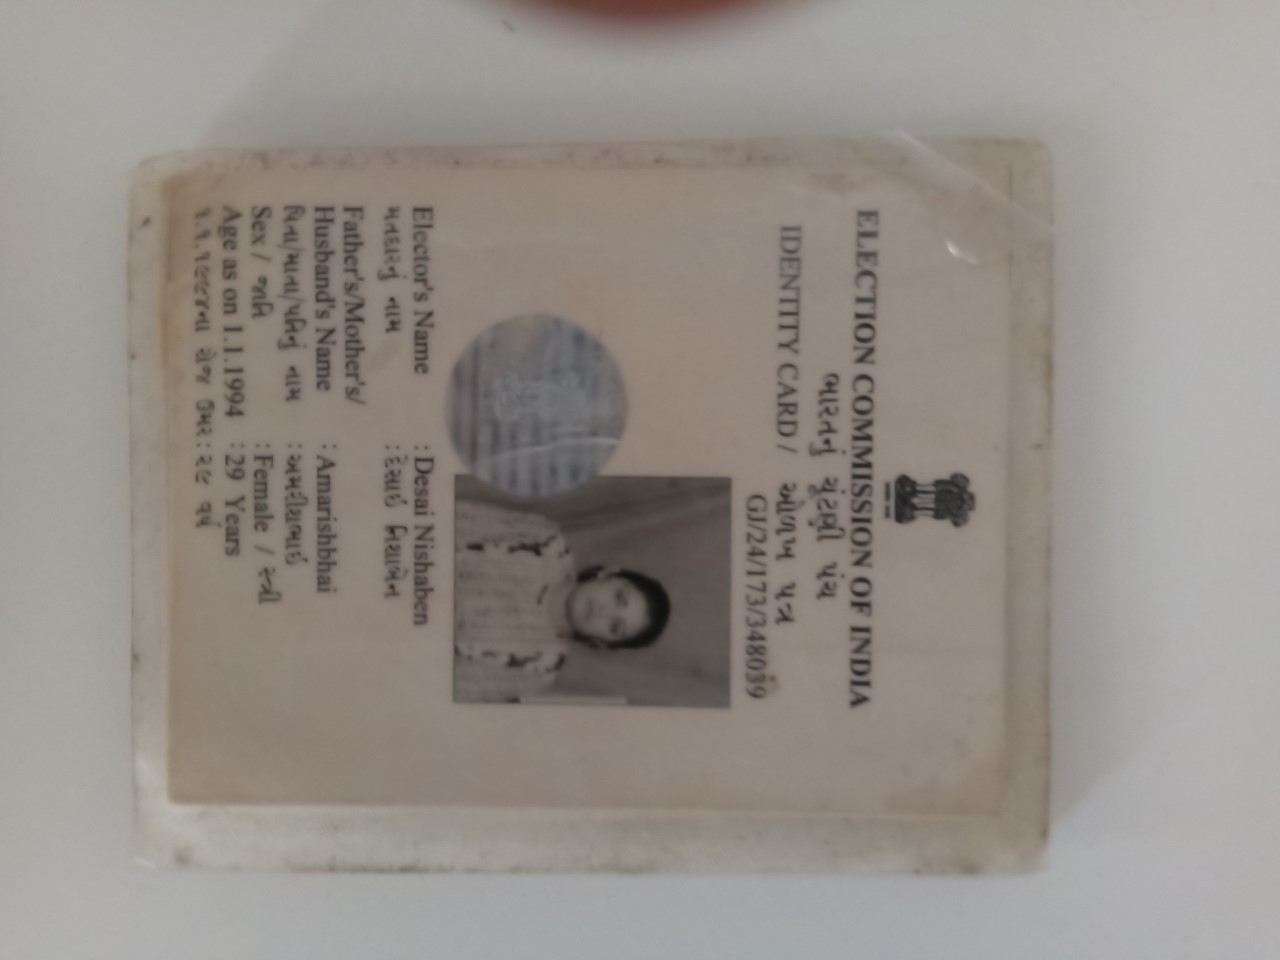 ELECTION COMMISSION OF INDIA
ભારતનું ચૂંટણી પંચ
IDENTITY CARD / ઓળખ પત્ર
GJ/24/173/348039
Elector's Name : Desai Nishaben
મતદારનું નામ : દેસાઇ નિશાબેન
Father's/Mother's/
Husband's Name : Amarishbhai
પિતા/માતા/પતિનું નામ : અમરીશભાઇ
Sex / જાતિ : Female / સ્ત્રી
Age as on 1.1.1994 : 29 Years
૧.૧.૧૯૯૪ના રોજ ઉંમર : ૨૯ વર્ષ